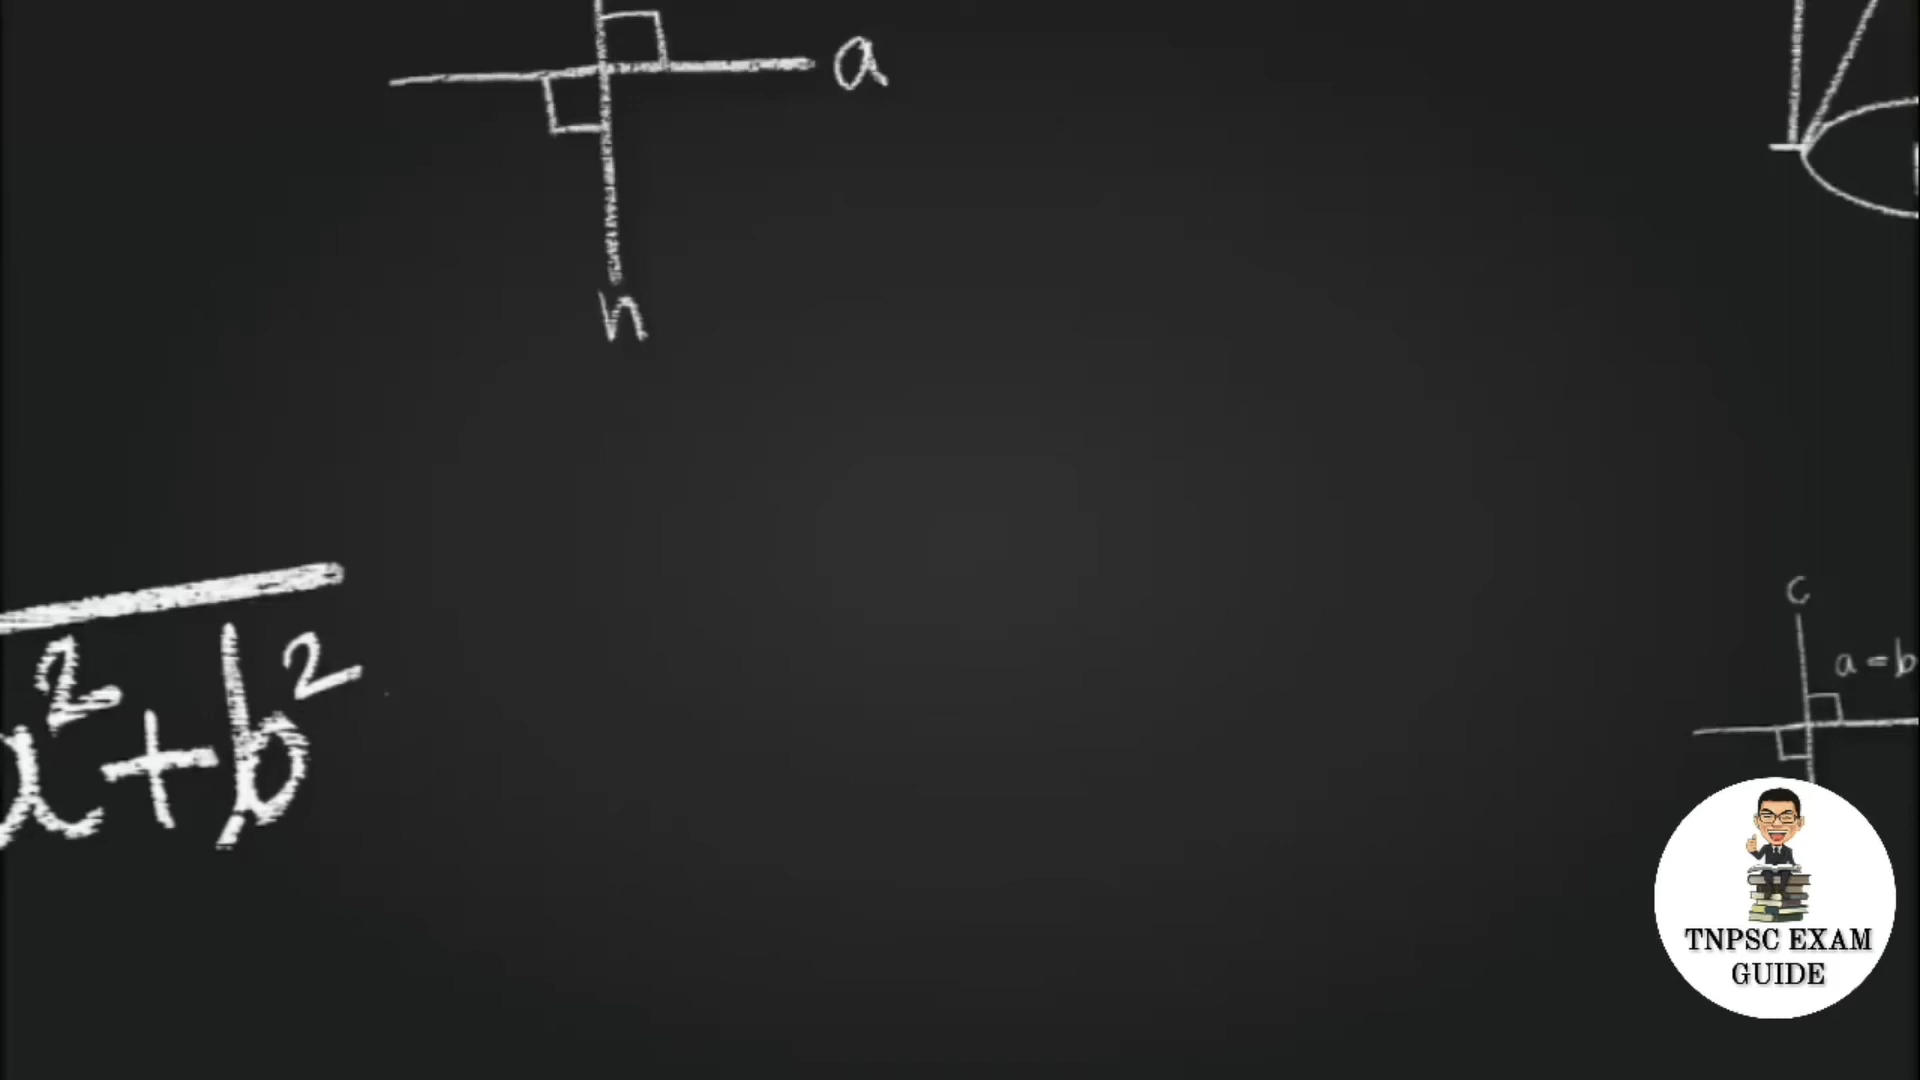 a
n
a²+b²
c
a=b
TNPSC EXAM
GUIDE